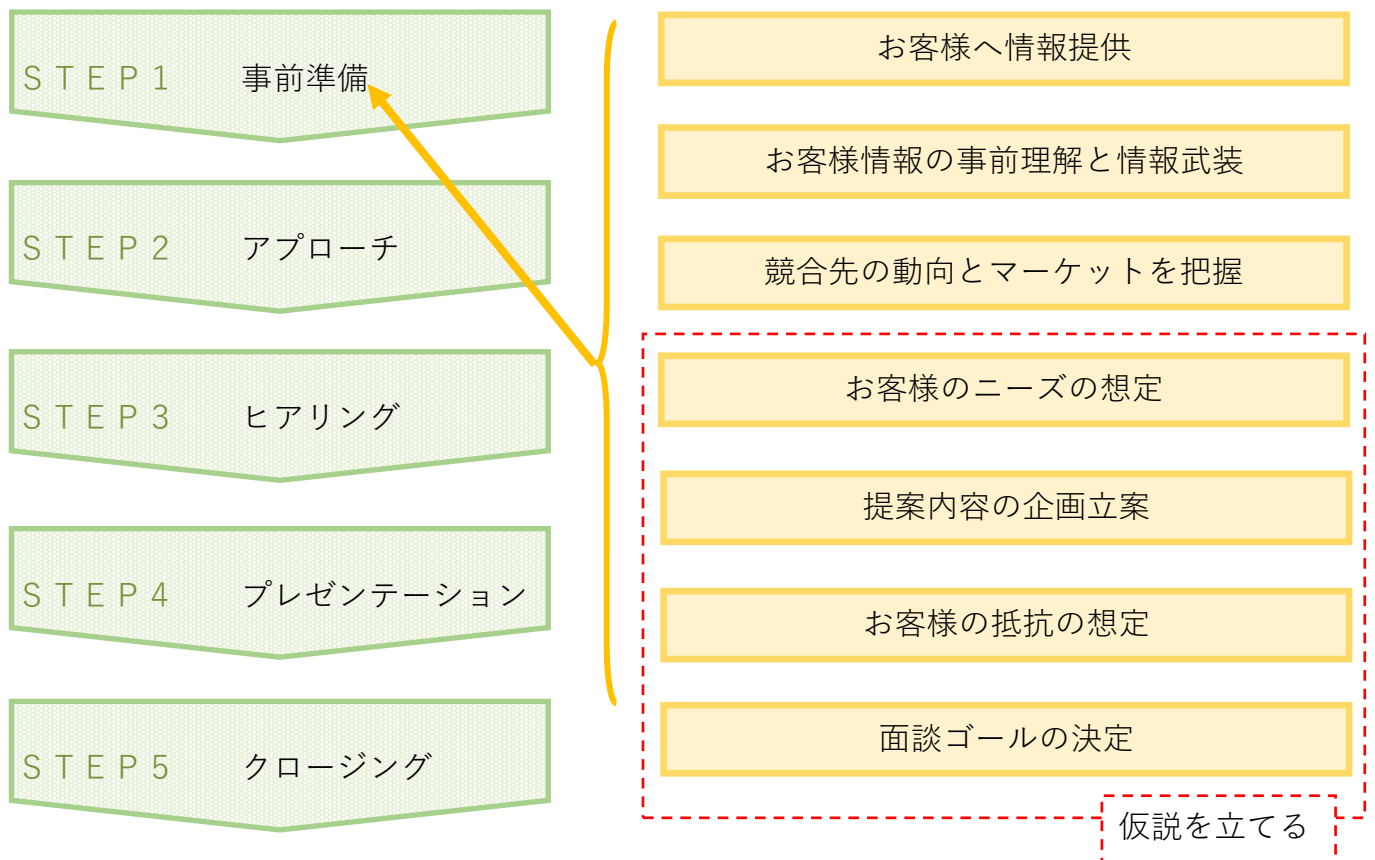 ＳＴＥＰ１　事前準備
ＳＴＥＰ２　アプローチ
ＳＴＥＰ３　ヒアリング
ＳＴＥＰ４　プレゼンテーション
ＳＴＥＰ５　クロージング
お客様へ情報提供
お客様情報の事前理解と情報武装
競合先の動向とマーケットを把握
お客様のニーズの想定
提案内容の企画立案
お客様の抵抗の想定
面談ゴールの決定
仮説を立てる